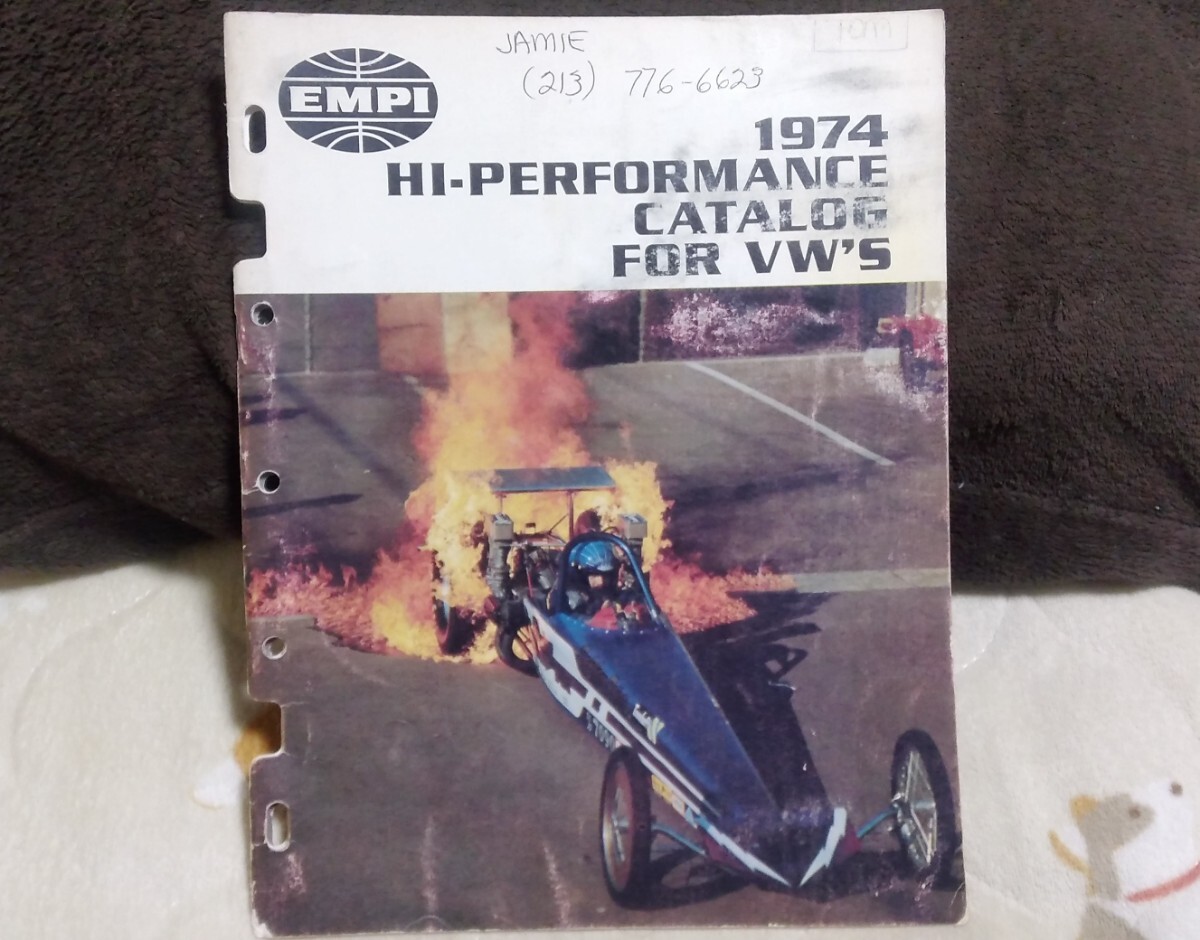 JAMIE
(213) 776-6623
EMPI
1974
HI-PERFORMANCE
CATALOG
FOR VW'S